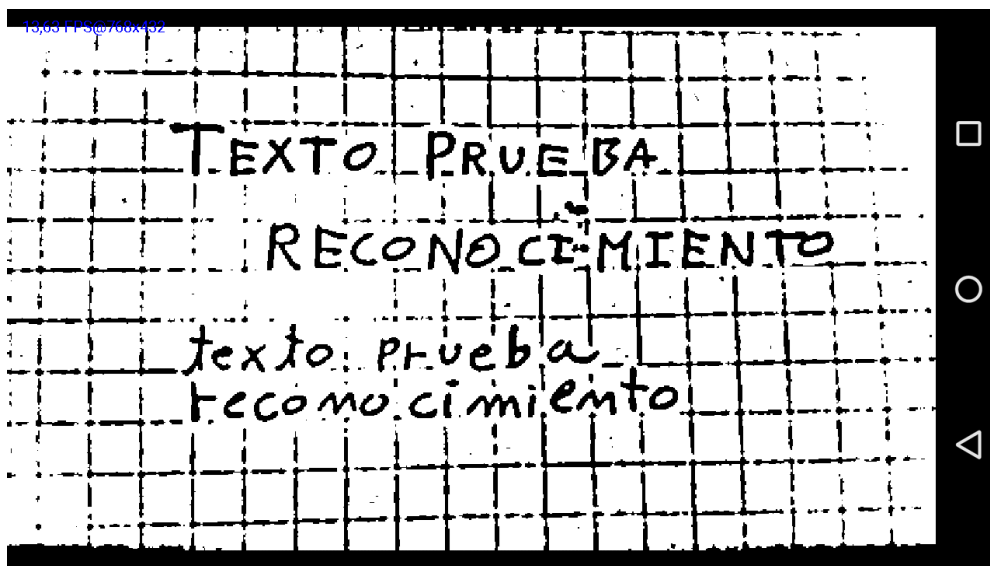 13,63 FPS@768x432
TEXTO PRUEBA
RECONOCIMIENTO
texto prueba
reconocimiento